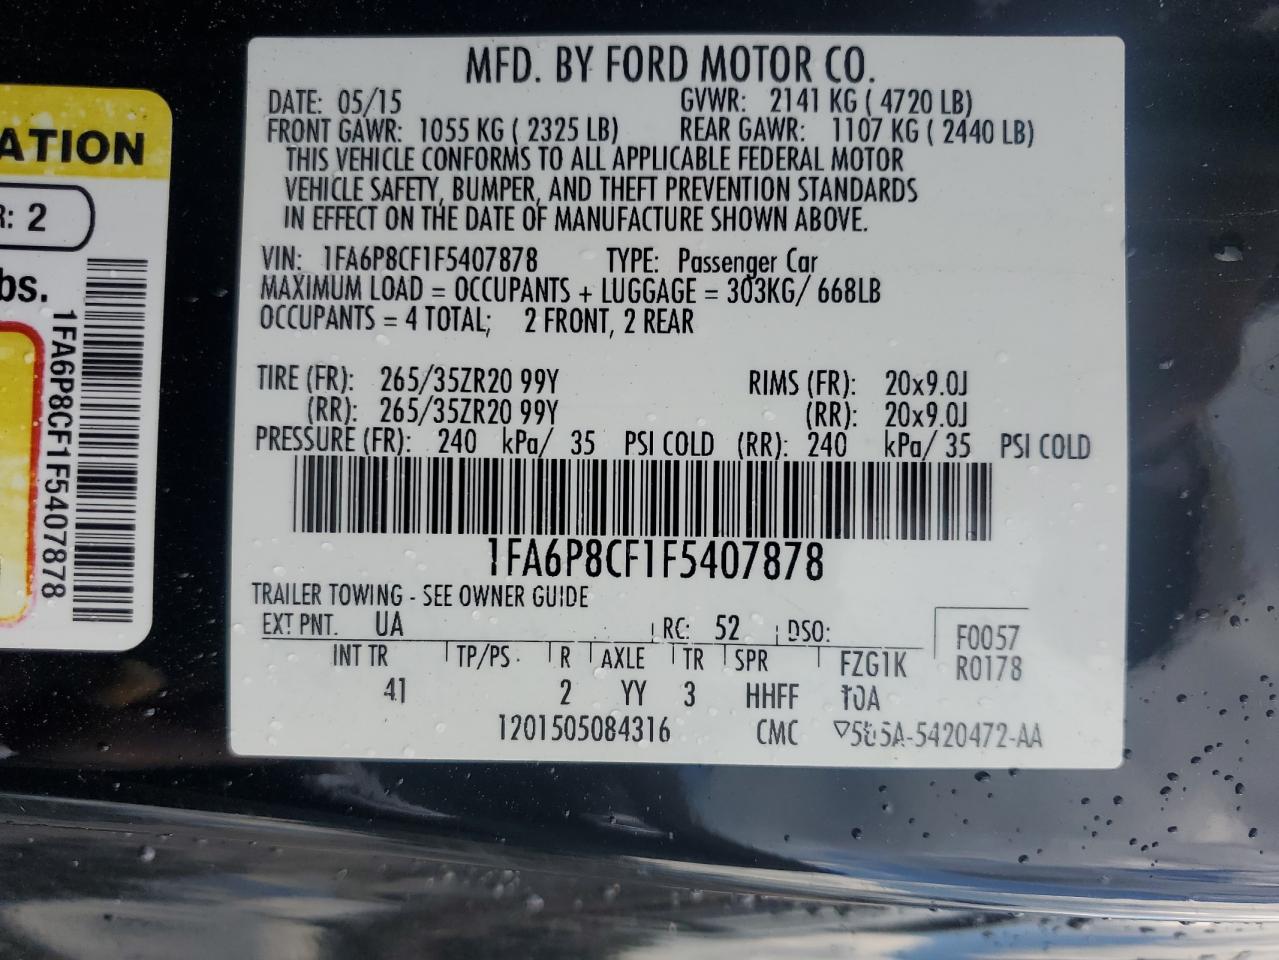 MFD. BY FORD MOTOR CO.
DATE: 05/15 GVWR: 2141 KG ( 4720 LB)
FRONT GAWR: 1055 KG ( 2325 LB) REAR GAWR: 1107 KG ( 2440 LB)
THIS VEHICLE CONFORMS TO ALL APPLICABLE FEDERAL MOTOR
VEHICLE SAFETY, BUMPER, AND THEFT PREVENTION STANDARDS
IN EFFECT ON THE DATE OF MANUFACTURE SHOWN ABOVE.
VIN: 1FA6P8CF1F5407878 TYPE: Passenger Car
MAXIMUM LOAD = OCCUPANTS + LUGGAGE = 303KG/ 668LB
OCCUPANTS = 4 TOTAL; 2 FRONT, 2 REAR
TIRE (FR): 265/35ZR20 99Y RIMS (FR): 20x9.0J
(RR): 265/35ZR20 99Y (RR): 20x9.0J
PRESSURE (FR): 240 kPa/ 35 PSI COLD (RR): 240 kPa/ 35 PSI COLD
1FA6P8CF1F5407878
TRAILER TOWING - SEE OWNER GUIDE
EXT PNT. UA RC: 52 DSO: F0057
INT TR TP/PS R AXLE TR SPR FZG1K R0178
41 2 YY 3 HHFF 10A
1201505084316 CMC -5420472-AA
ATION
R: 2
bs.
1FA6P8CF1F5407878